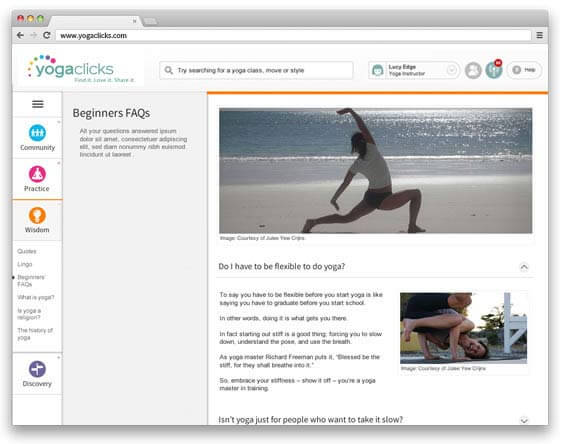 www.yogaclicks.com
yogaclicks
Find it. Love it. Share it.
Try searching for a yoga class, move or style
Lucy Edge
Yoga Instructor
Help
Community
Practice
Wisdom
Quotes
Lingo
Beginners'
FAQs
What is yoga?
Is yoga a
religion?
The history of
yoga
Discovery
Beginners FAQs
All your questions answered ipsum
dolor sit amet, consectetuer adipiscing
elit, sed diam nonummy nibh euismod
tincidunt ut laoreet .
Image: Courtesy of Julee Yew Crijns.
Do I have to be flexible to do yoga?
To say you have to be flexible before you start yoga is like
saying you have to graduate before you start school.
In other words, doing it is what gets you there.
In fact starting out stiff is a good thing; forcing you to slow
down, understand the pose, and use the breath.
As yoga master Richard Freeman puts it, “Blessed be the
stiff, for they shall breathe into it.”
So, embrace your stiffness – show it off – you’re a yoga
master in training.
Image: Courtesy of Julee Yew Crijns
Isn’t yoga just for people who want to take it slow?